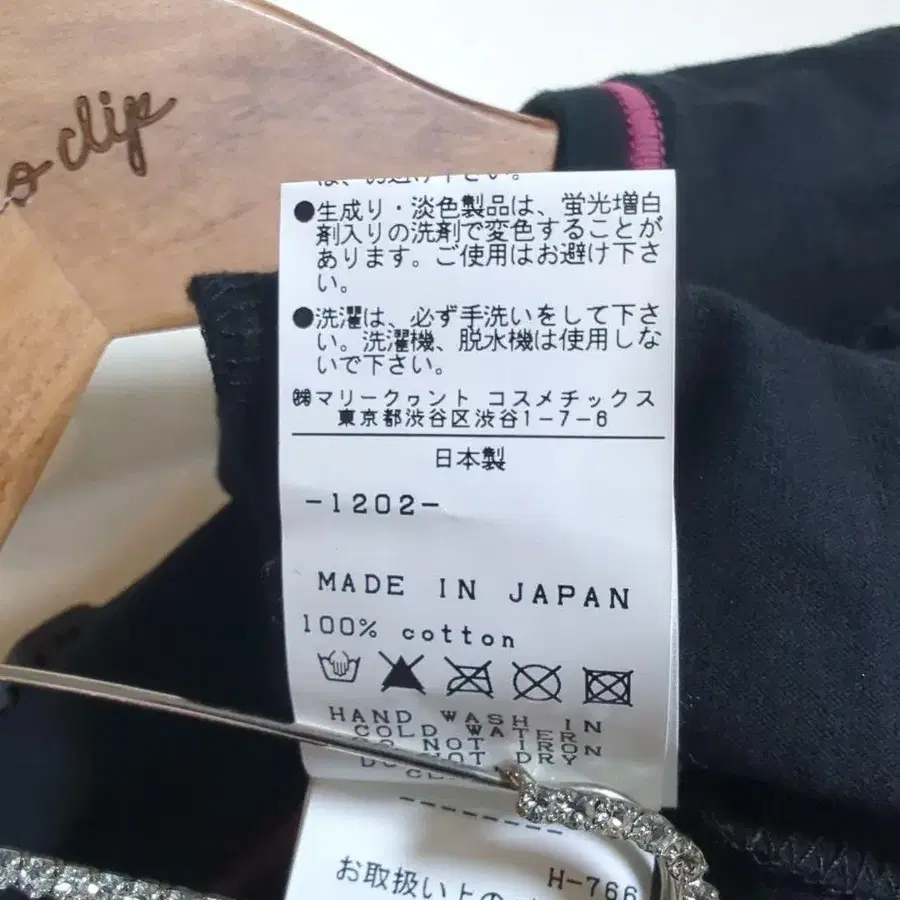 clip
●生成り・淡色製品は、蛍光増白
剤入りの洗剤で変色することが
あります。ご使用はお避け下さ
い。
●洗濯は、必ず手洗いをして下さ
い。洗濯機、脱水機は使用しな
いで下さい。
㈱マリークヮント コスメチックス
東京都渋谷区渋谷1-7-6
日本製
-1202-
MADE IN JAPAN
100% cotton
HAND WASH IN
COLD WATER
DO NOT IRON
DO NOT DRY
お取扱い上の
H-766